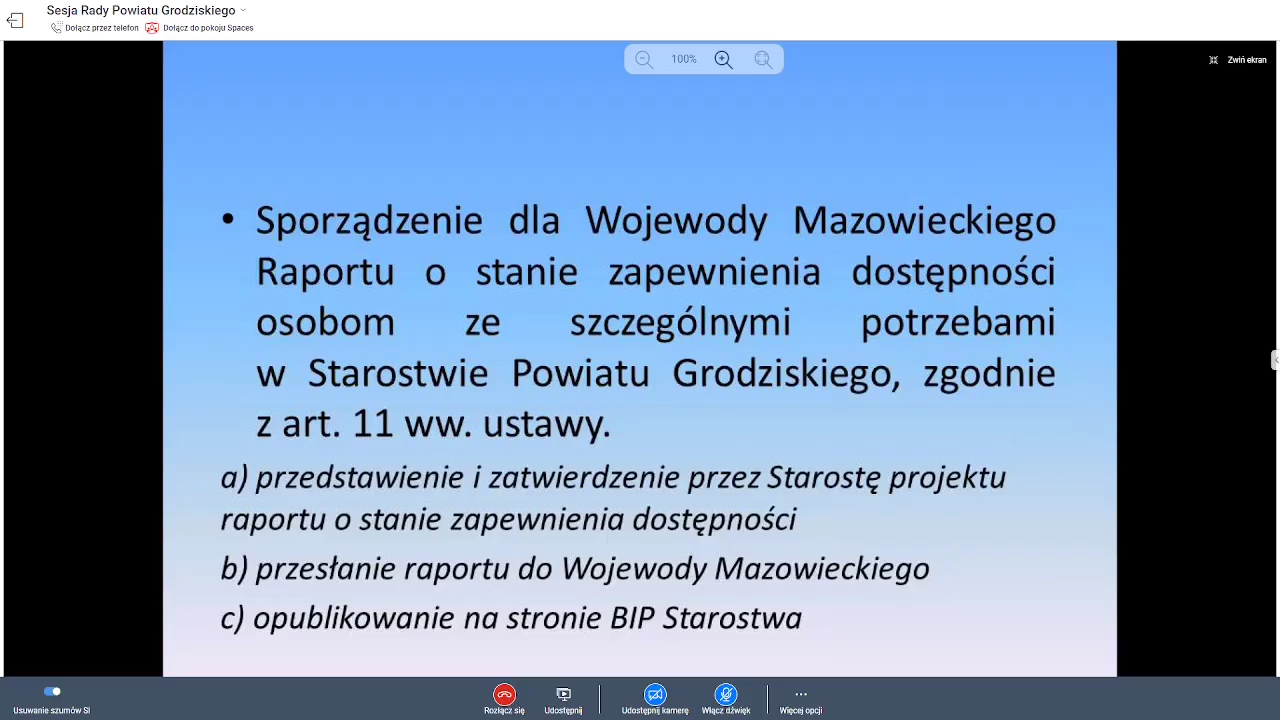 Sesja Rady Powiatu Grodziskiego
Dołącz przez telefon Dołącz do pokoju Spaces
100%
Zwiń ekran
• Sporządzenie dla Wojewody Mazowieckiego
Raportu o stanie zapewnienia dostępności
osobom ze szczególnymi potrzebami
w Starostwie Powiatu Grodziskiego, zgodnie
z art. 11 ww. ustawy.
a) przedstawienie i zatwierdzenie przez Starostę projektu
raportu o stanie zapewnienia dostępności
b) przesłanie raportu do Wojewody Mazowieckiego
c) opublikowanie na stronie BIP Starostwa
Usuwanie szumów SI
Rozłącz się
Udostępnij
Udostępnij kamerę
Włącz dźwięk
Więcej opcji